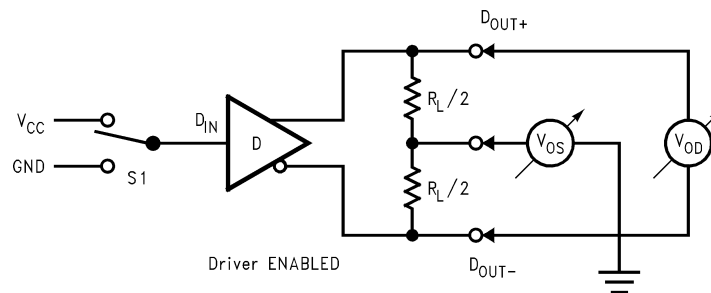 D_OUT+
V_CC
D_IN
D
R_L/2
V_OS
V_OD
GND
S1
R_L/2
Driver ENABLED
D_OUT-